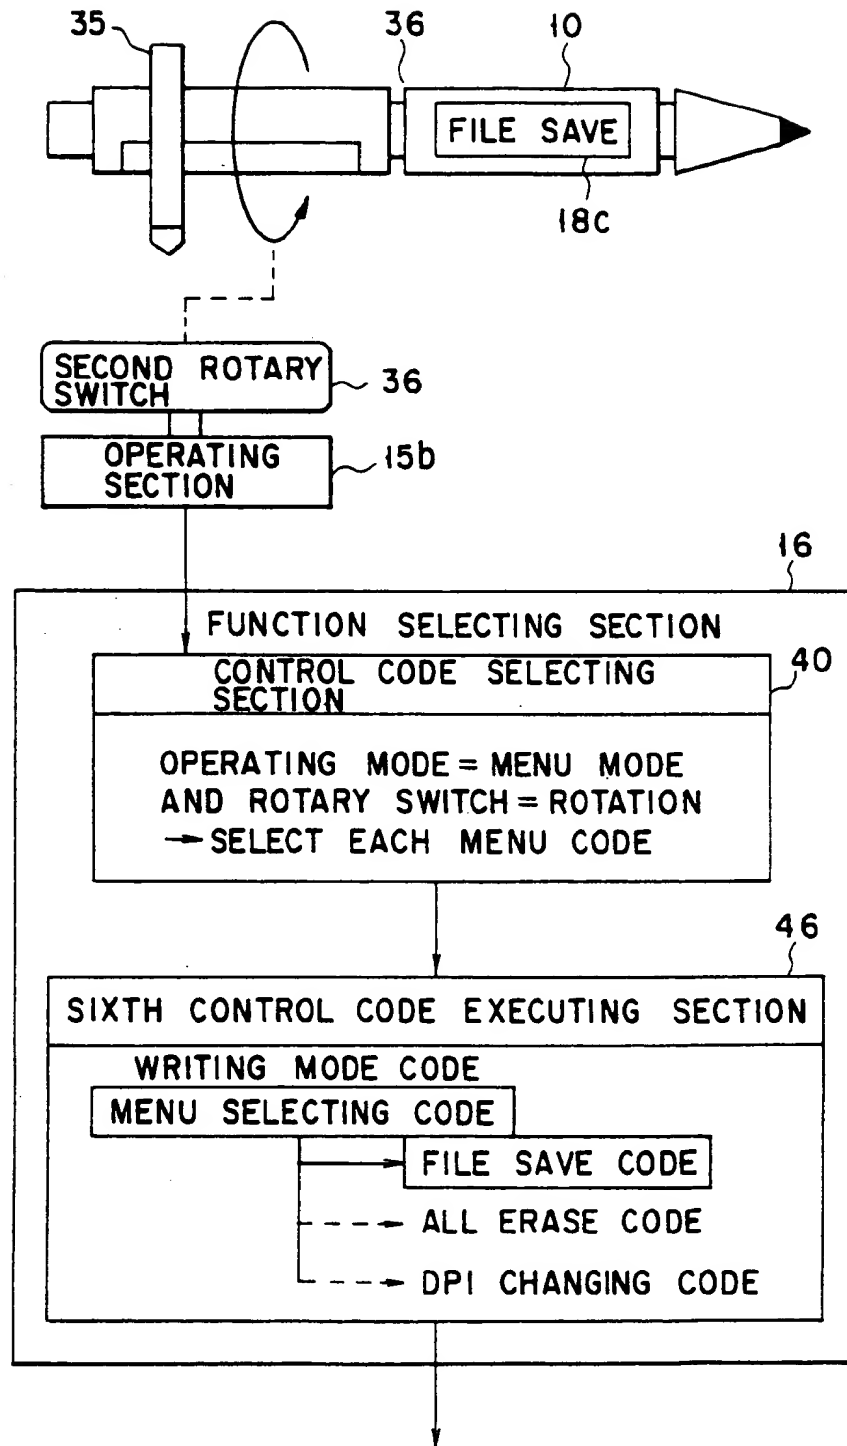 35
36
10
FILE SAVE
18c
SECOND ROTARY
SWITCH
36
OPERATING
SECTION
15b
16
FUNCTION SELECTING SECTION
CONTROL CODE SELECTING
SECTION
40
OPERATING MODE = MENU MODE
AND ROTARY SWITCH = ROTATION
→ SELECT EACH MENU CODE
46
SIXTH CONTROL CODE EXECUTING SECTION
WRITING MODE CODE
MENU SELECTING CODE
FILE SAVE CODE
ALL ERASE CODE
DPI CHANGING CODE